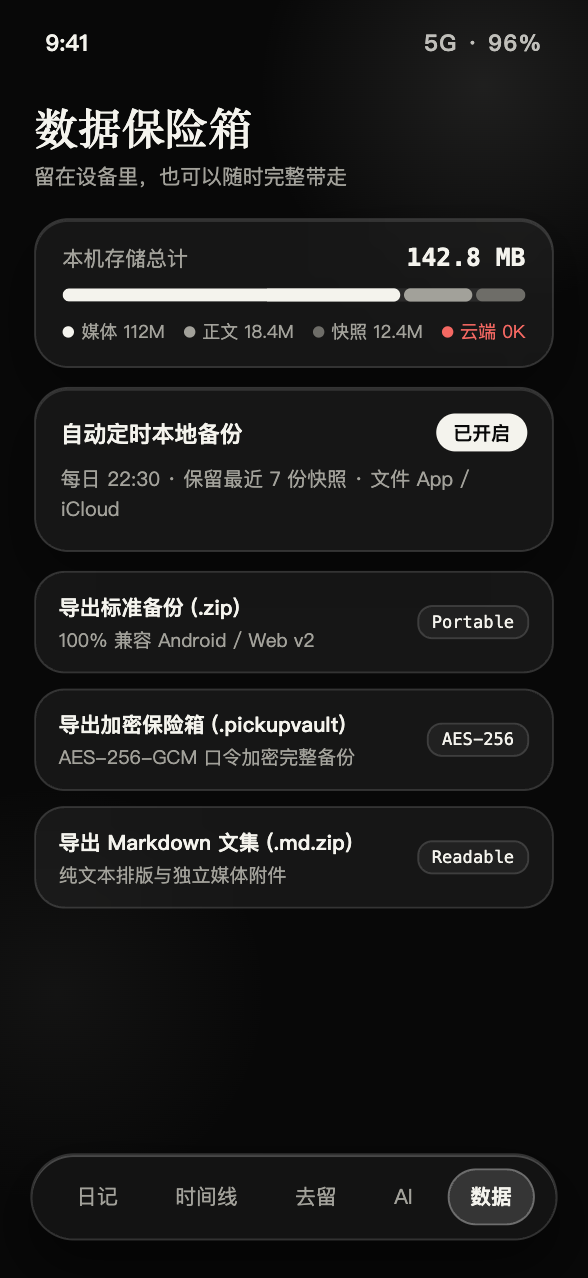 9:41
5G · 96%
数据保险箱
留在设备里，也可以随时完整带走
本机存储总计
142.8 MB
媒体 112M
正文 18.4M
快照 12.4M
云端 0K
自动定时本地备份
已开启
每日 22:30 · 保留最近 7 份快照 · 文件 App /
iCloud
导出标准备份 (.zip)
100% 兼容 Android / Web v2
Portable
导出加密保险箱 (.pickupvault)
AES-256-GCM 口令加密完整备份
AES-256
导出 Markdown 文集 (.md.zip)
纯文本排版与独立媒体附件
Readable
日记
时间线
去留
AI
数据